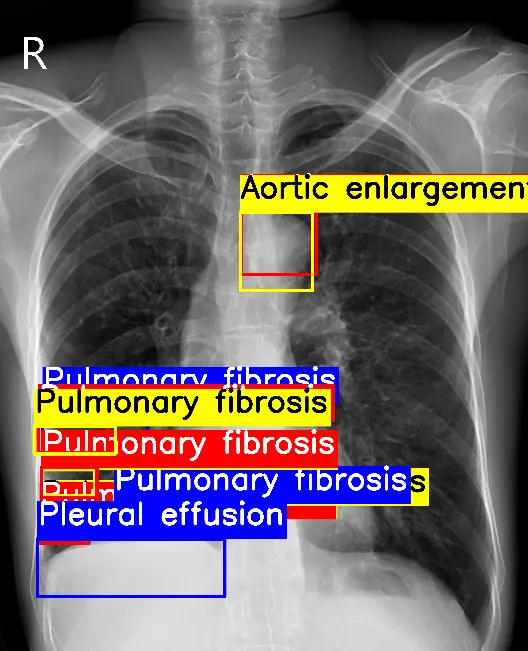 R
Aortic enlargement
Pulmonary fibrosis
Pulmonary fibrosis
Pulmonary fibrosis
Pulmonary fibrosis
Pleural effusion